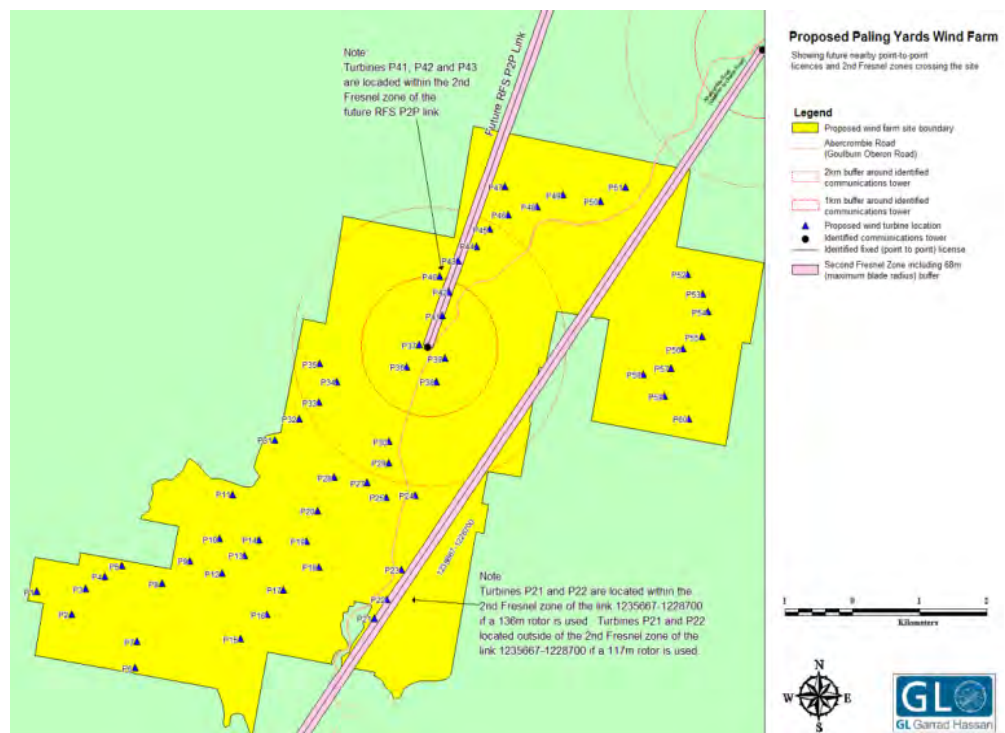 Proposed Paling Yards Wind Farm
Showing future nearby point-to-point
licences and 2nd Fresnel zones crossing the site
Legend
Proposed wind farm site boundary
Abercrombie Road
(Goulburn Oberon Road)
2km buffer around identified
communications tower
1km buffer around identified
communications tower
Proposed wind turbine location
Identified communications tower
Identified fixed (point to point) license
Second Fresnel Zone including 68m
(maximum blade radius) buffer
Note:
Turbines P41, P42 and P43
are locaded within the 2nd
Fresnel zone of the
future RFS P2P link
Future RFS P2P Link
P47
P49
P51
P48
P50
P46
P45
P44
P43
P40
P42
P41
P52
P53
P54
P55
P56
P57
P58
P59
P60
P37
P39
P36
P38
P35
P34
P33
P32
P31
P30
P29
P28
P27
P25
P24
P11
P20
P10
P14
P19
P13
P9
P12
P18
P5
P4
P8
P3
P1
P17
P2
P16
P15
P7
P6
P23
P22
P21
1235667-1228700
Note:
Turbines P21 and P22 are located within the
2nd Fresnel zone of the link 1235667-1228700
if a 136m rotor is used. Turbines P21 and P22
located outside of the 2nd Fresnel zone of the
link 1235667-1228700 if a 117m rotor is used.
1 0 1 2
Kilometers
N
W E
S
GL
GL Garrad Hassan